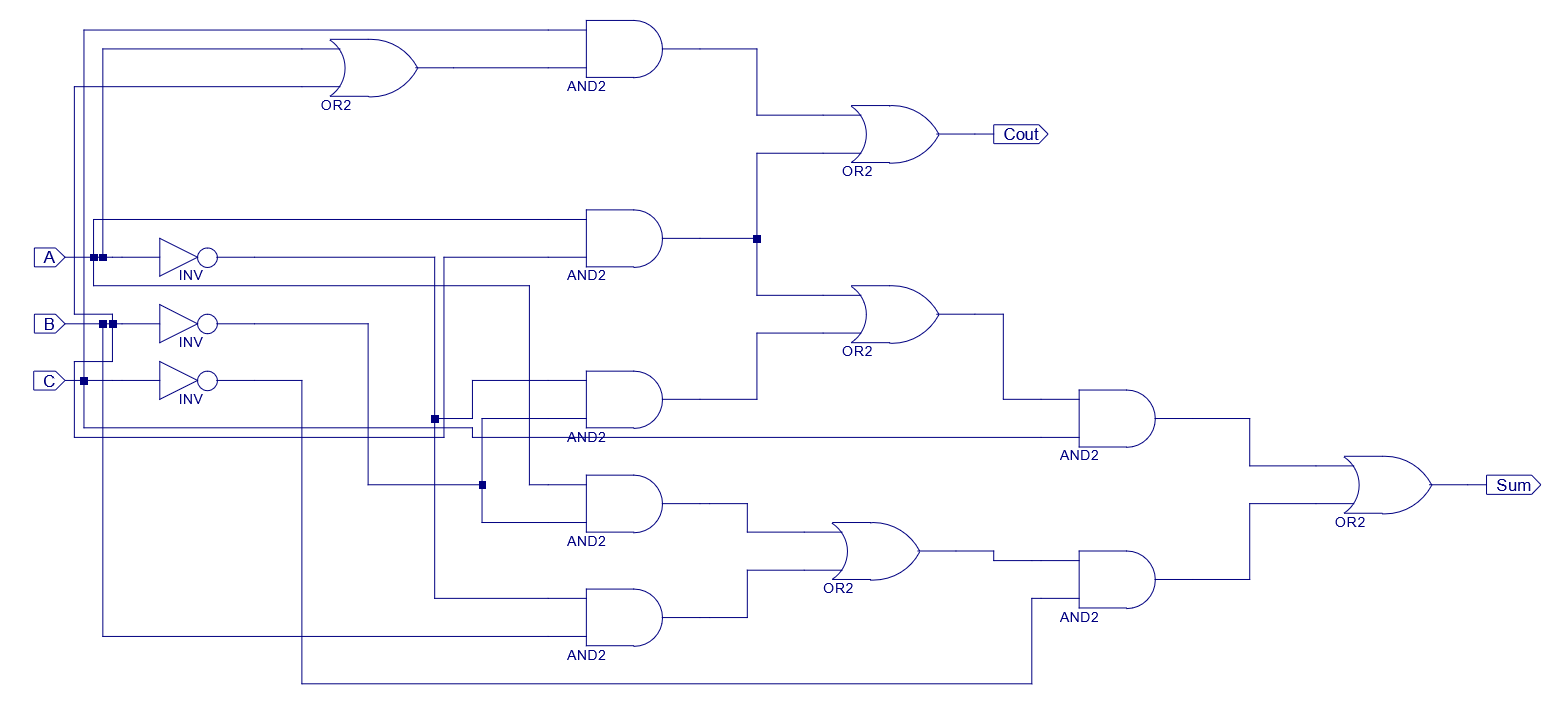 AND2
OR2
OR2
Cout
AND2
A
INV
B
INV
OR2
C
INV
AND2
AND2
Sum
OR2
AND2
OR2
AND2
AND2